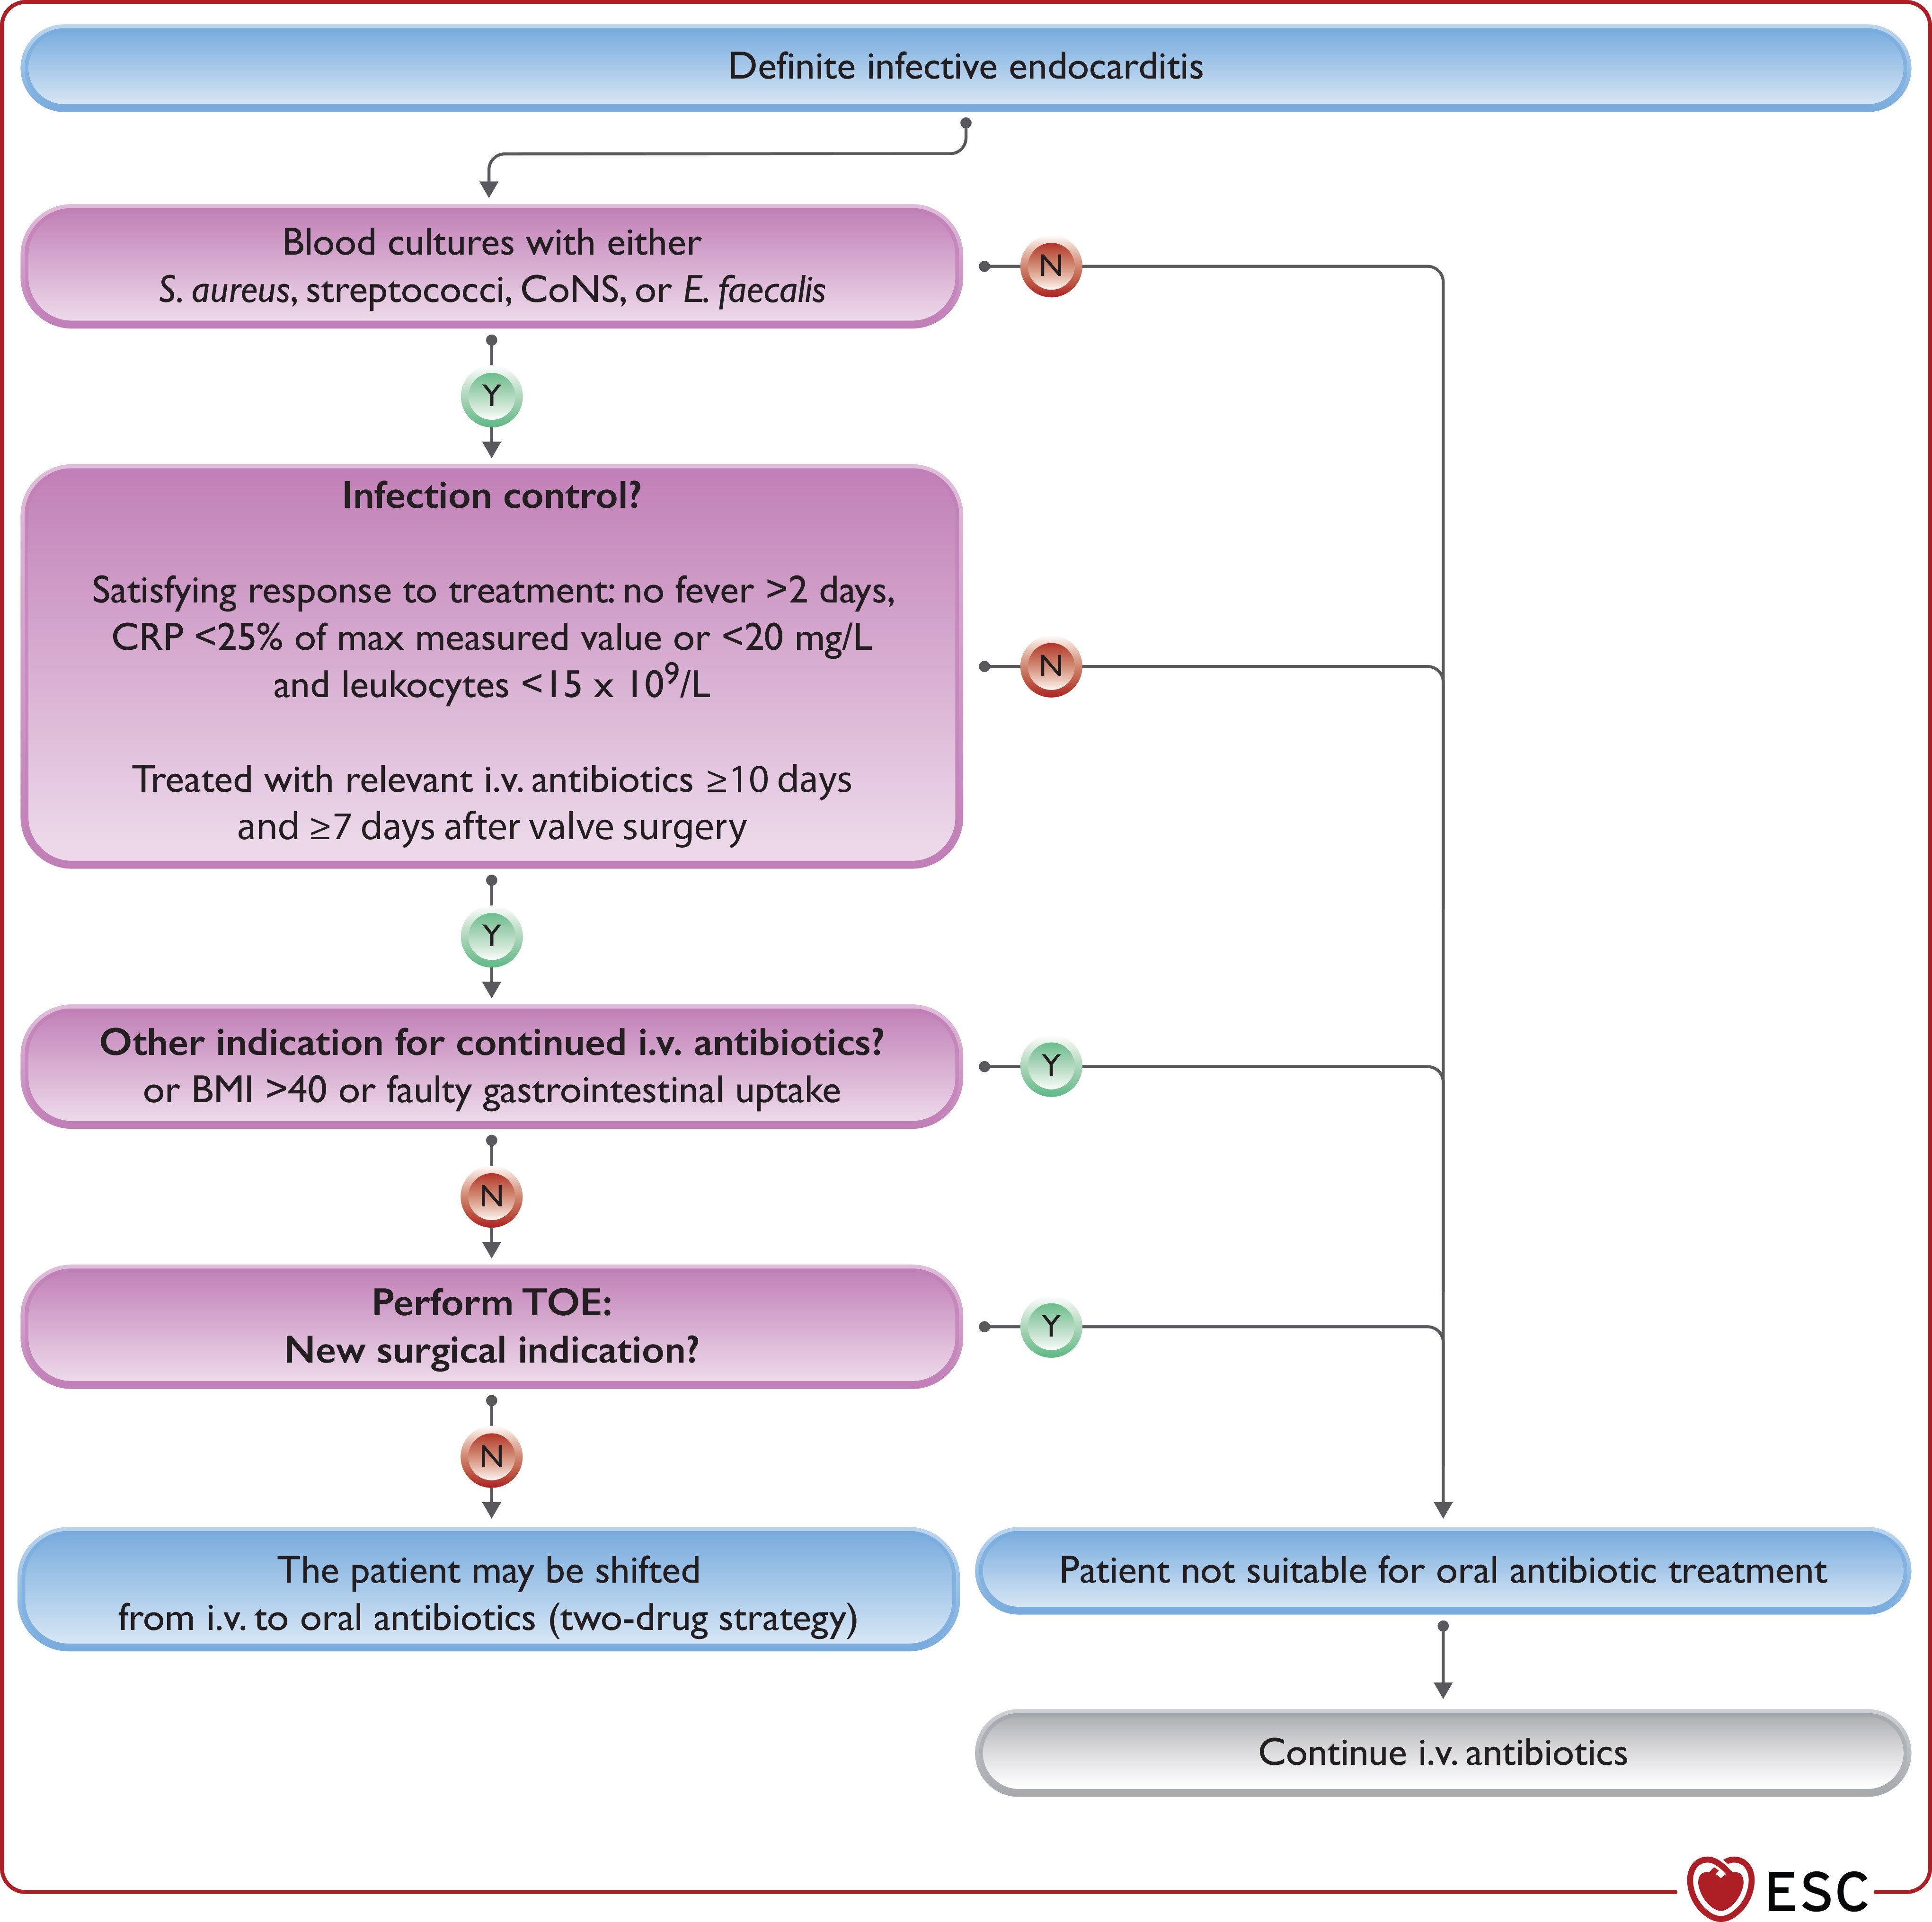 Definite infective endocarditis
Blood cultures with either
S. aureus, streptococci, CoNS, or E. faecalis
N
Y
Infection control?
Satisfying response to treatment: no fever >2 days,
CRP <25% of max measured value or <20 mg/L
and leukocytes <15 x 10⁹/L
Treated with relevant i.v. antibiotics ≥10 days
and ≥7 days after valve surgery
N
Y
Other indication for continued i.v. antibiotics?
or BMI >40 or faulty gastrointestinal uptake
Y
N
Perform TOE:
New surgical indication?
Y
N
The patient may be shifted
from i.v. to oral antibiotics (two-drug strategy)
Patient not suitable for oral antibiotic treatment
Continue i.v. antibiotics
ESC